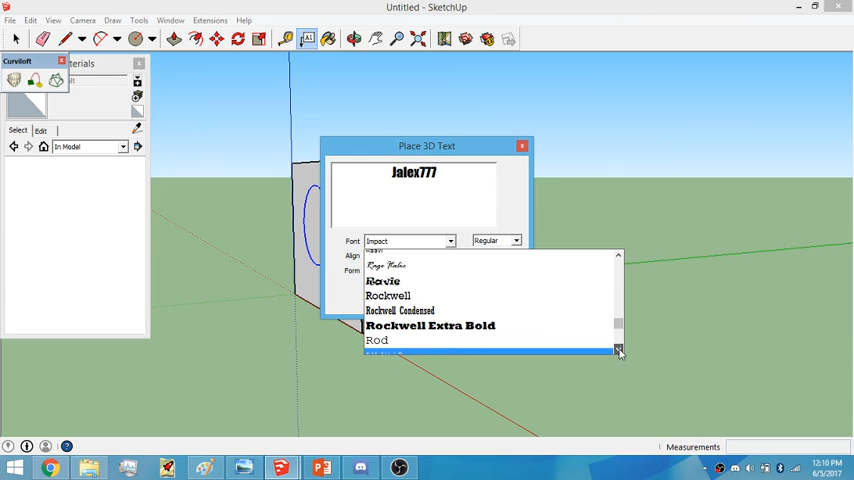 Untitled - SketchUp
File Edit View Camera Draw Tools Window Extensions Help
Curviloft
terials
Select Edit
In Model
Place 3D Text
Jalex777
Font Impact Regular
Align
Form
Rage Italic
Ravie
Rockwell
Rockwell Condensed
Rockwell Extra Bold
Rod
Measurements
12:10 PM
6/5/2017